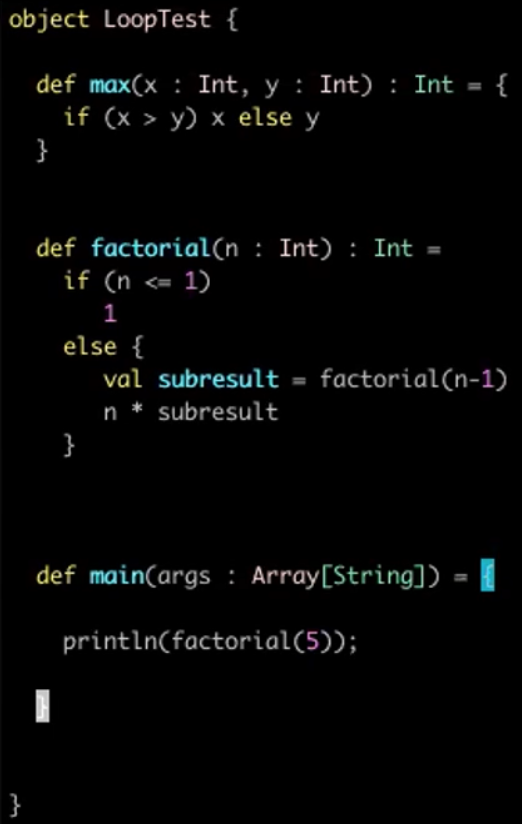 object LoopTest {
def max(x : Int, y : Int) : Int = {
if (x > y) x else y
}
def factorial(n : Int) : Int =
if (n <= 1)
1
else {
val subresult = factorial(n-1)
n * subresult
}
def main(args : Array[String]) = {
println(factorial(5));
}
}